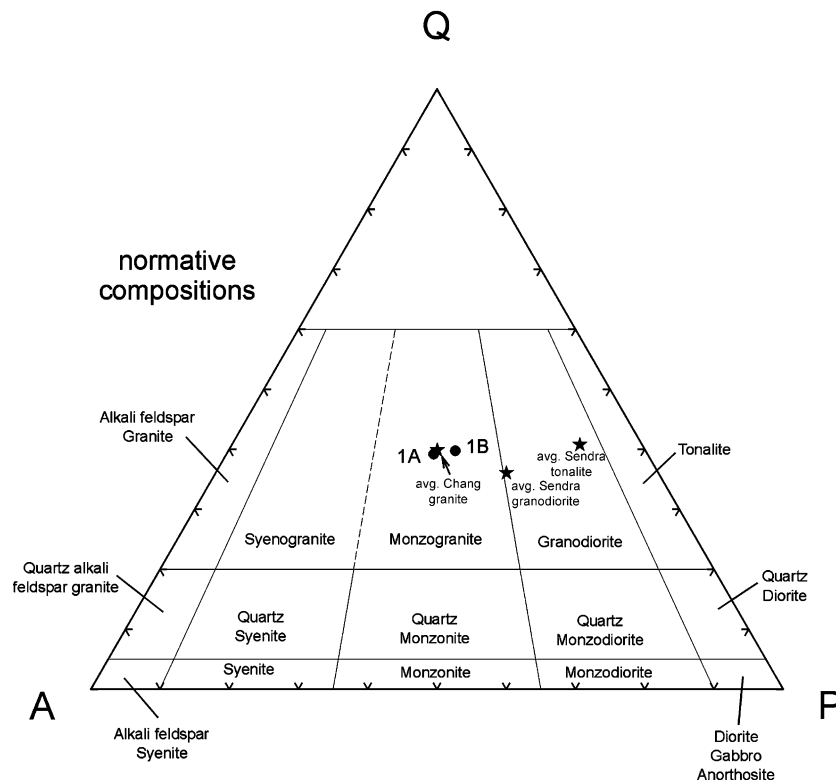 Q
normative
compositions
Alkali feldspar
Granite
1A
1B
avg. Chang
granite
avg. Sendra
tonalite
avg. Sendra
granodiorite
Tonalite
Syenogranite
Monzogranite
Granodiorite
Quartz alkali
feldspar granite
Quartz
Diorite
Quartz
Syenite
Quartz
Monzonite
Quartz
Monzodiorite
Syenite
Monzonite
Monzodiorite
A
P
Alkali feldspar
Syenite
Diorite
Gabbro
Anorthosite